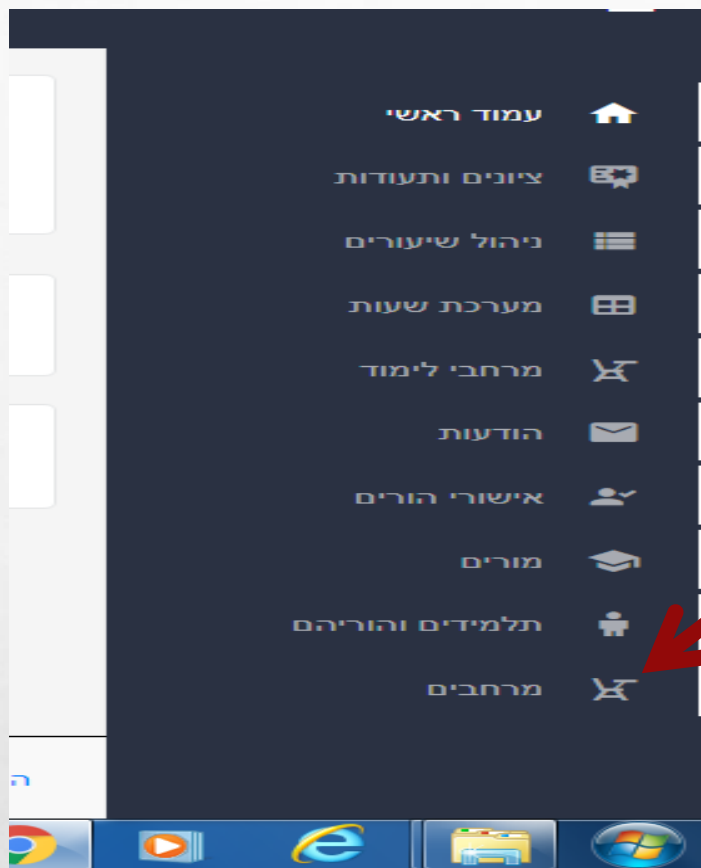 עמוד ראשי
ציונים ותעודות
ניהול שיעורים
מערכת שעות
מרחבי לימוד
הודעות
אישורי הורים
מורים
תלמידים והוריהם
מרחבים